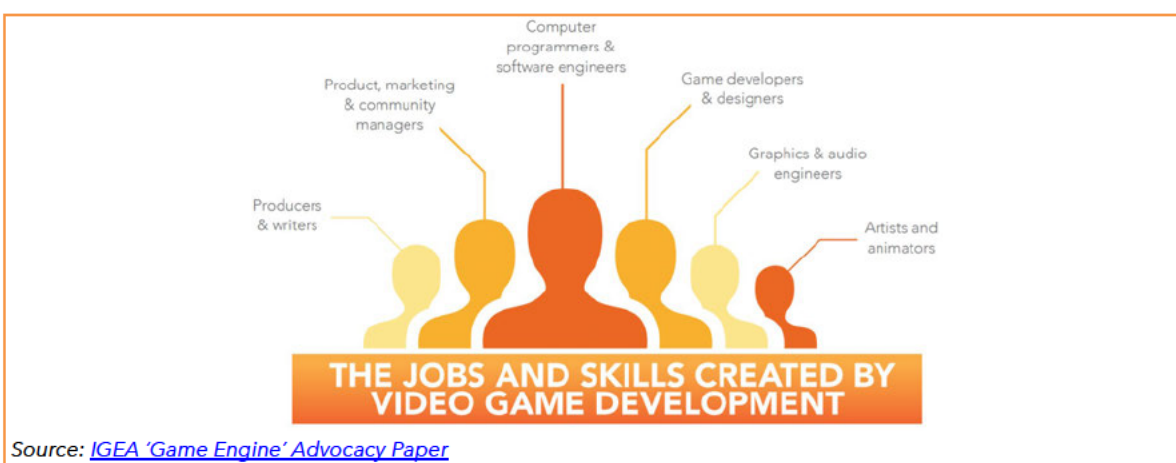 Computer
programmers &
software engineers
Product, marketing
& community
managers
Game developers
& designers
Graphics & audio
engineers
Producers
& writers
Artists and
animators
THE JOBS AND SKILLS CREATED BY
VIDEO GAME DEVELOPMENT
Source: IGEA ‘Game Engine’ Advocacy Paper